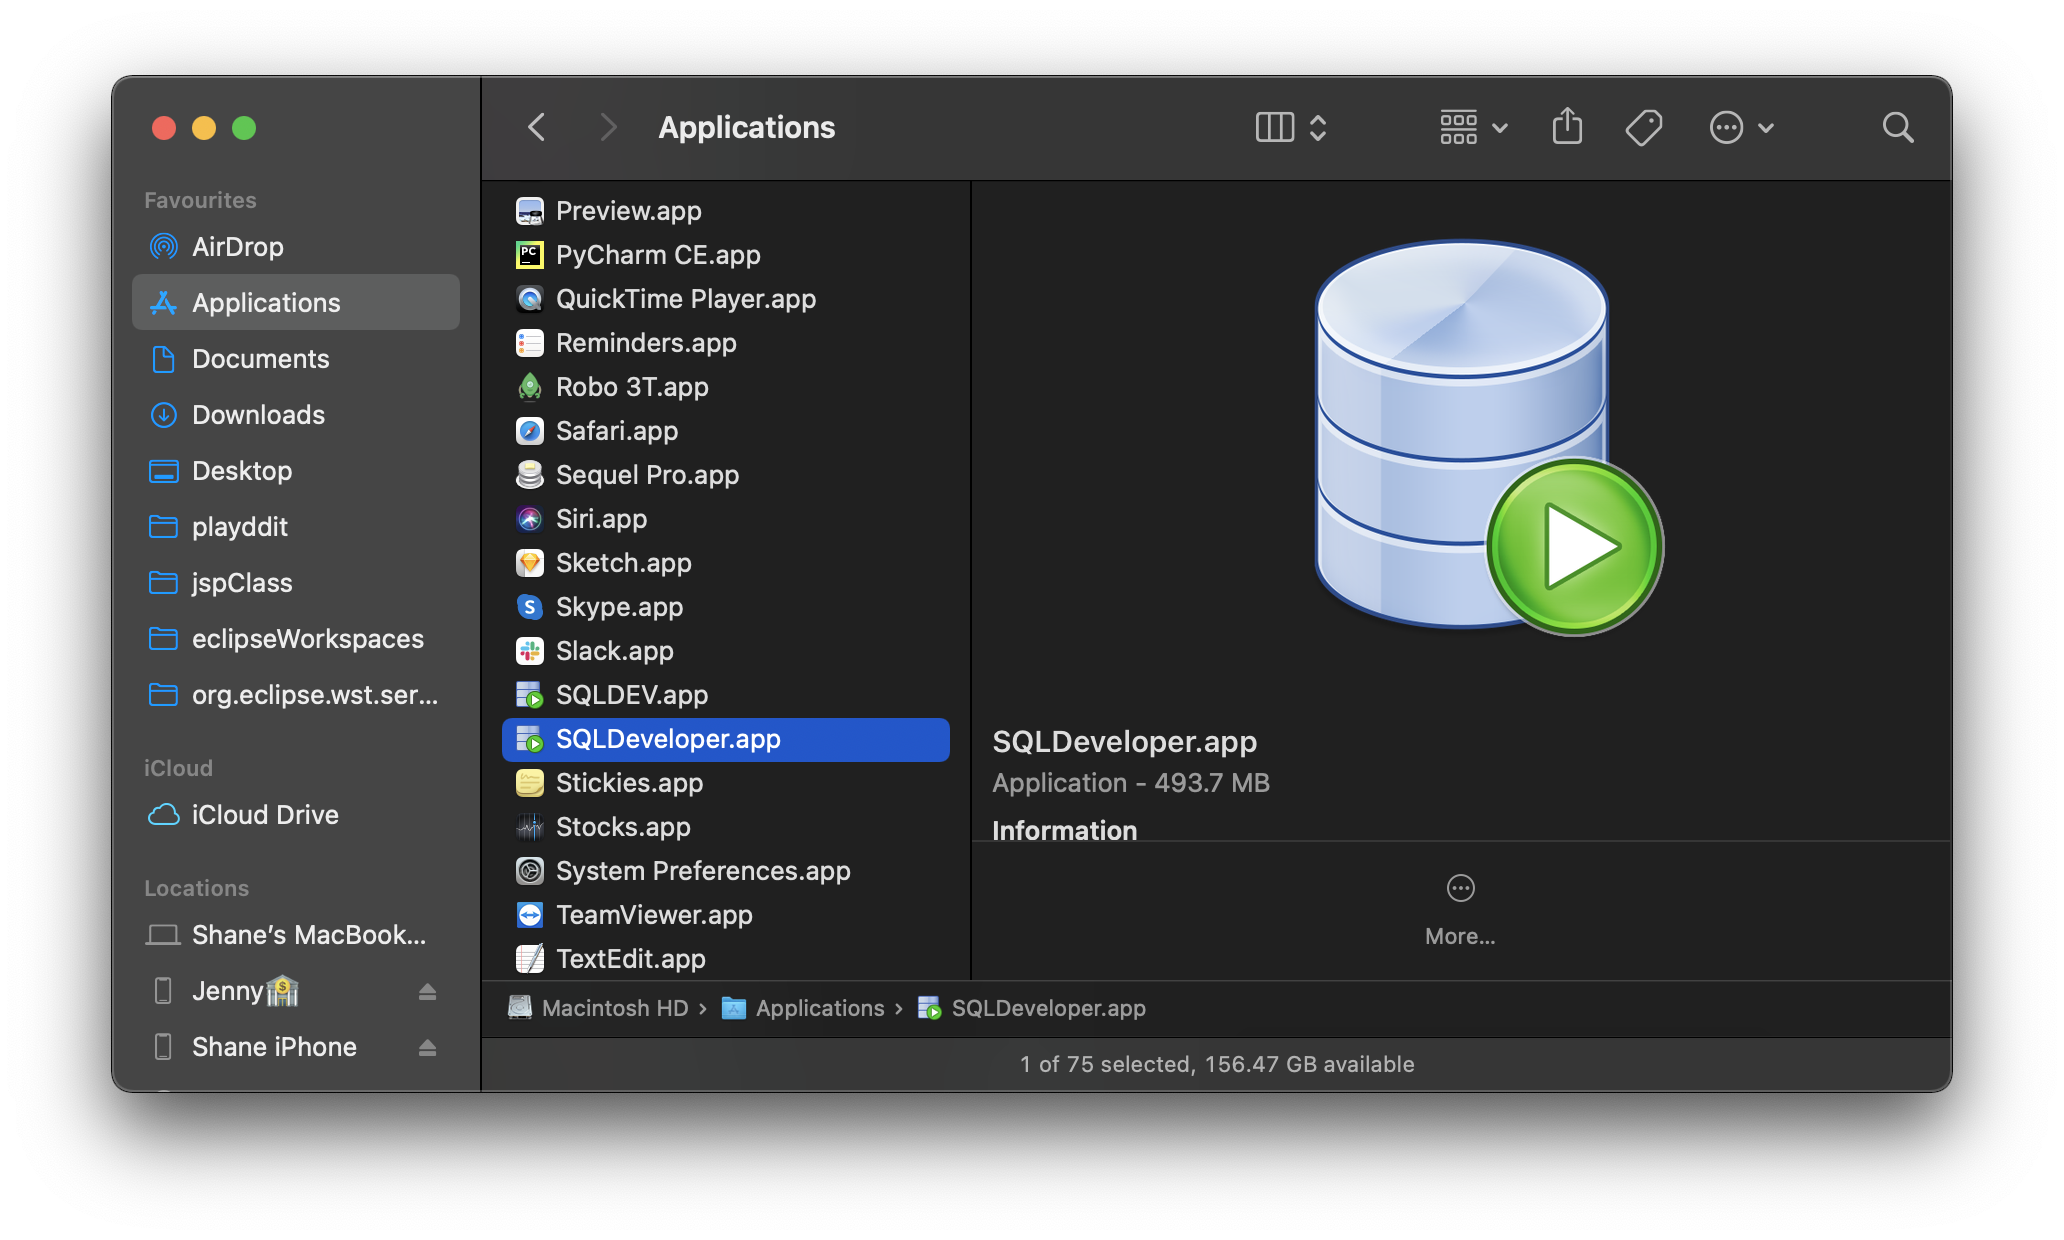 Applications
Favourites
AirDrop
Applications
Documents
Downloads
Desktop
playddit
jspClass
eclipseWorkspaces
org.eclipse.wst.ser...
iCloud
iCloud Drive
Locations
Shane’s MacBook...
Jenny
Shane iPhone
Preview.app
PC PyCharm CE.app
QuickTime Player.app
Reminders.app
Robo 3T.app
Safari.app
Sequel Pro.app
Siri.app
Sketch.app
S Skype.app
Slack.app
SQLDEV.app
SQLDeveloper.app
Stickies.app
Stocks.app
System Preferences.app
TeamViewer.app
TextEdit.app
SQLDeveloper.app
Application - 493.7 MB
Information
More...
Macintosh HD › Applications › SQLDeveloper.app
1 of 75 selected, 156.47 GB available